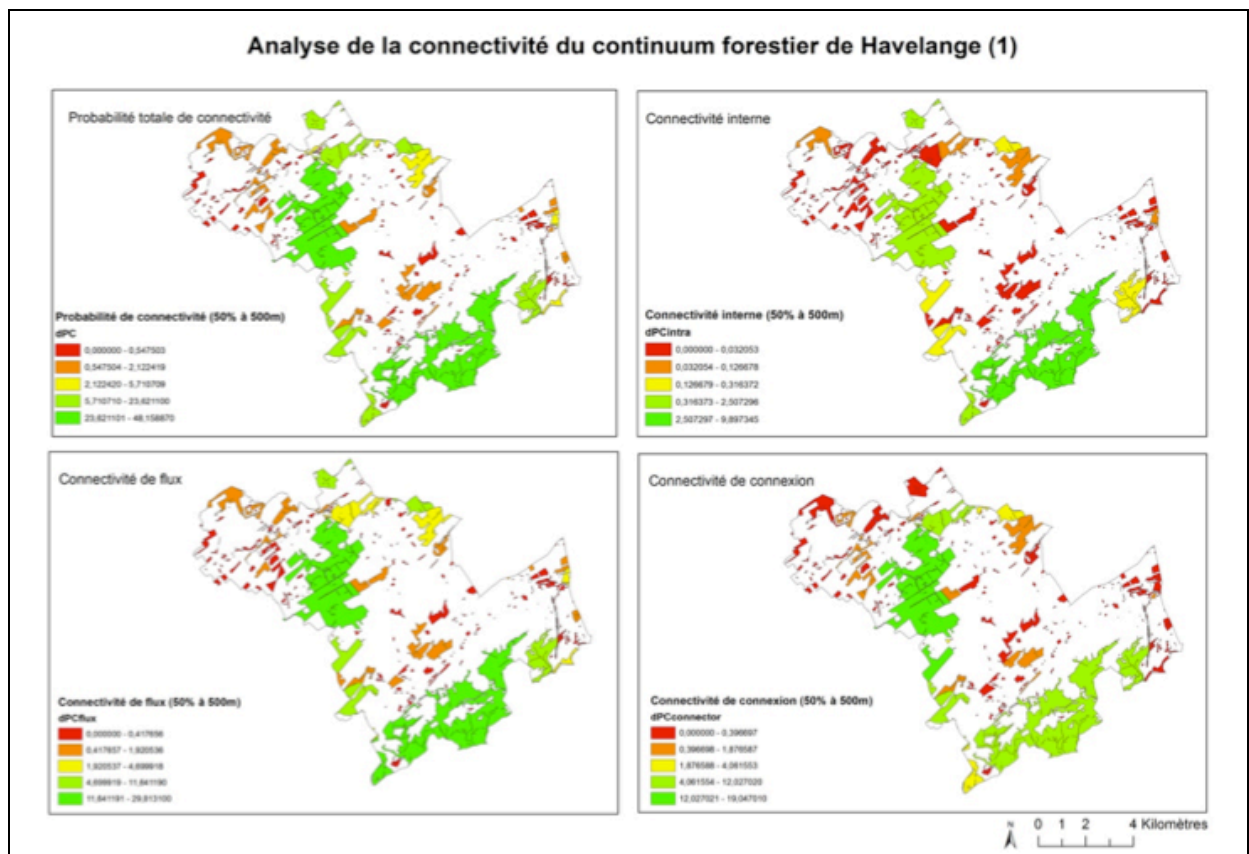 Analyse de la connectivité du continuum forestier de Havelange (1)
Probabilité totale de connectivité
Probabilité de connectivité (50% à 500m)
dPC
0,000000 - 0,547503
0,547504 - 2,122419
2,122420 - 5,710709
5,710710 - 23,621100
23,621101 - 48,158670
Connectivité interne
Connectivité interne (50% à 500m)
dPCintra
0,000000 - 0,032053
0,032054 - 0,126678
0,126679 - 0,316372
0,316373 - 2,507296
2,507297 - 9,897345
Connectivité de flux
Connectivité de flux (50% à 500m)
dPCflux
0,000000 - 0,417656
0,417657 - 1,920536
1,920537 - 4,699918
4,699919 - 11,641190
11,641191 - 29,813100
Connectivité de connexion
Connectivité de connexion (50% à 500m)
dPCconnector
0,000000 - 0,396697
0,396698 - 1,876587
1,876588 - 4,061553
4,061554 - 12,027020
12,027021 - 19,047010
N
0 1 2 4 Kilomètres